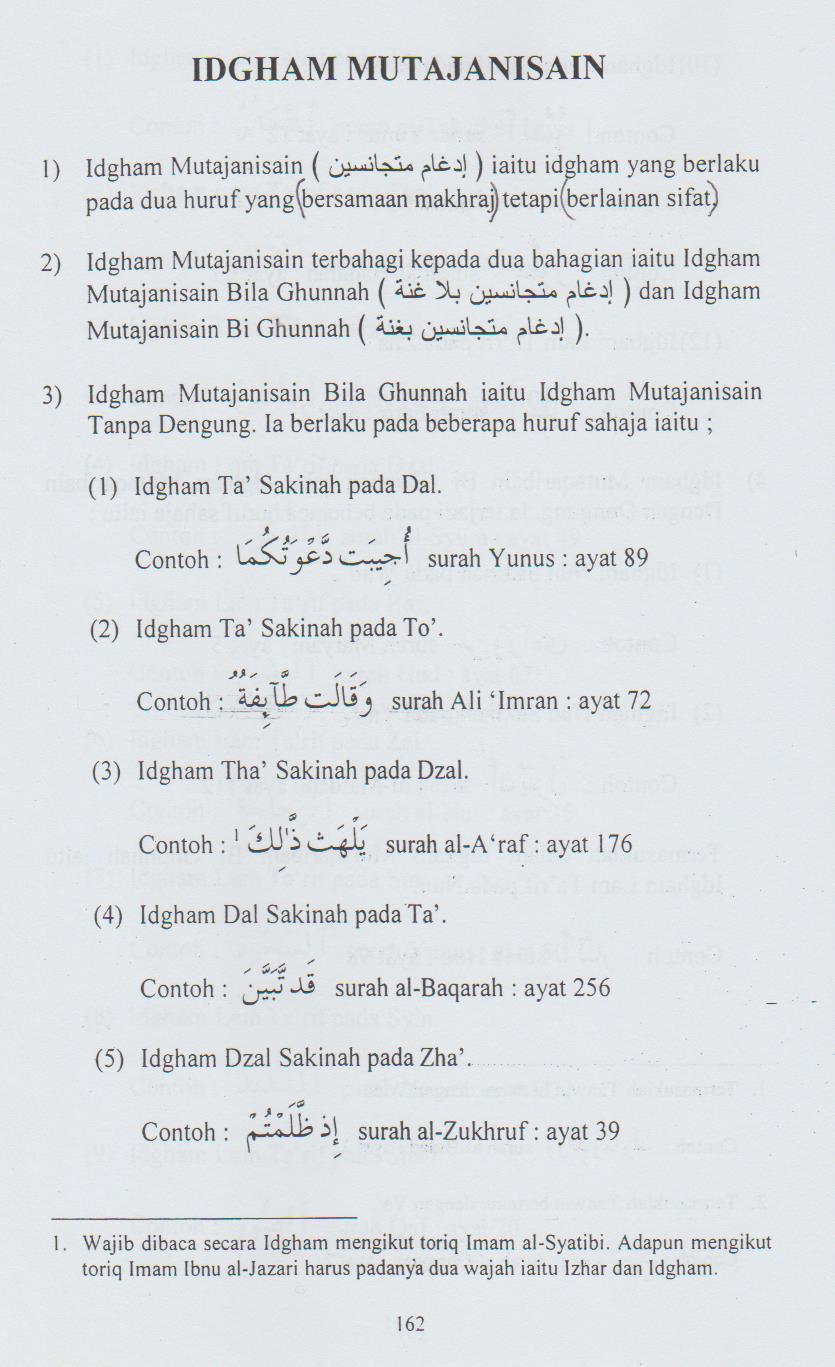 IDGHAM MUTAJANISAIN
1) Idgham Mutajanisain ( إدغام متجانسين ) iaitu idgham yang berlaku
pada dua huruf yang (bersamaan makhraj) tetapi (berlainan sifat)
2) Idgham Mutajanisain terbahagi kepada dua bahagian iaitu Idgham
Mutajanisain Bila Ghunnah ( إدغام متجانسين بلا غنة ) dan Idgham
Mutajanisain Bi Ghunnah ( إدغام متجانسين بغنة ).
3) Idgham Mutajanisain Bila Ghunnah iaitu Idgham Mutajanisain
Tanpa Dengung. Ia berlaku pada beberapa huruf sahaja iaitu ;
(1) Idgham Ta’ Sakinah pada Dal.
Contoh : أُجِيبَت دَّعْوَتُكُمَا surah Yunus : ayat 89
(2) Idgham Ta’ Sakinah pada To’.
Contoh : وَقَالَت طَّآئِفَةٌ surah Ali ‘Imran : ayat 72
(3) Idgham Tha’ Sakinah pada Dzal.
Contoh : يَلْهَث ذَّٰلِكَ ¹ surah al-A‘raf : ayat 176
(4) Idgham Dal Sakinah pada Ta’.
Contoh : قَد تَّبَيَّنَ surah al-Baqarah : ayat 256
(5) Idgham Dzal Sakinah pada Zha’.
Contoh : إِذ ظَّلَمْتُمْ surah al-Zukhruf : ayat 39
1. Wajib dibaca secara Idgham mengikut toriq Imam al-Syatibi. Adapun mengikut
toriq Imam Ibnu al-Jazari harus padanya dua wajah iaitu Izhar dan Idgham.
162